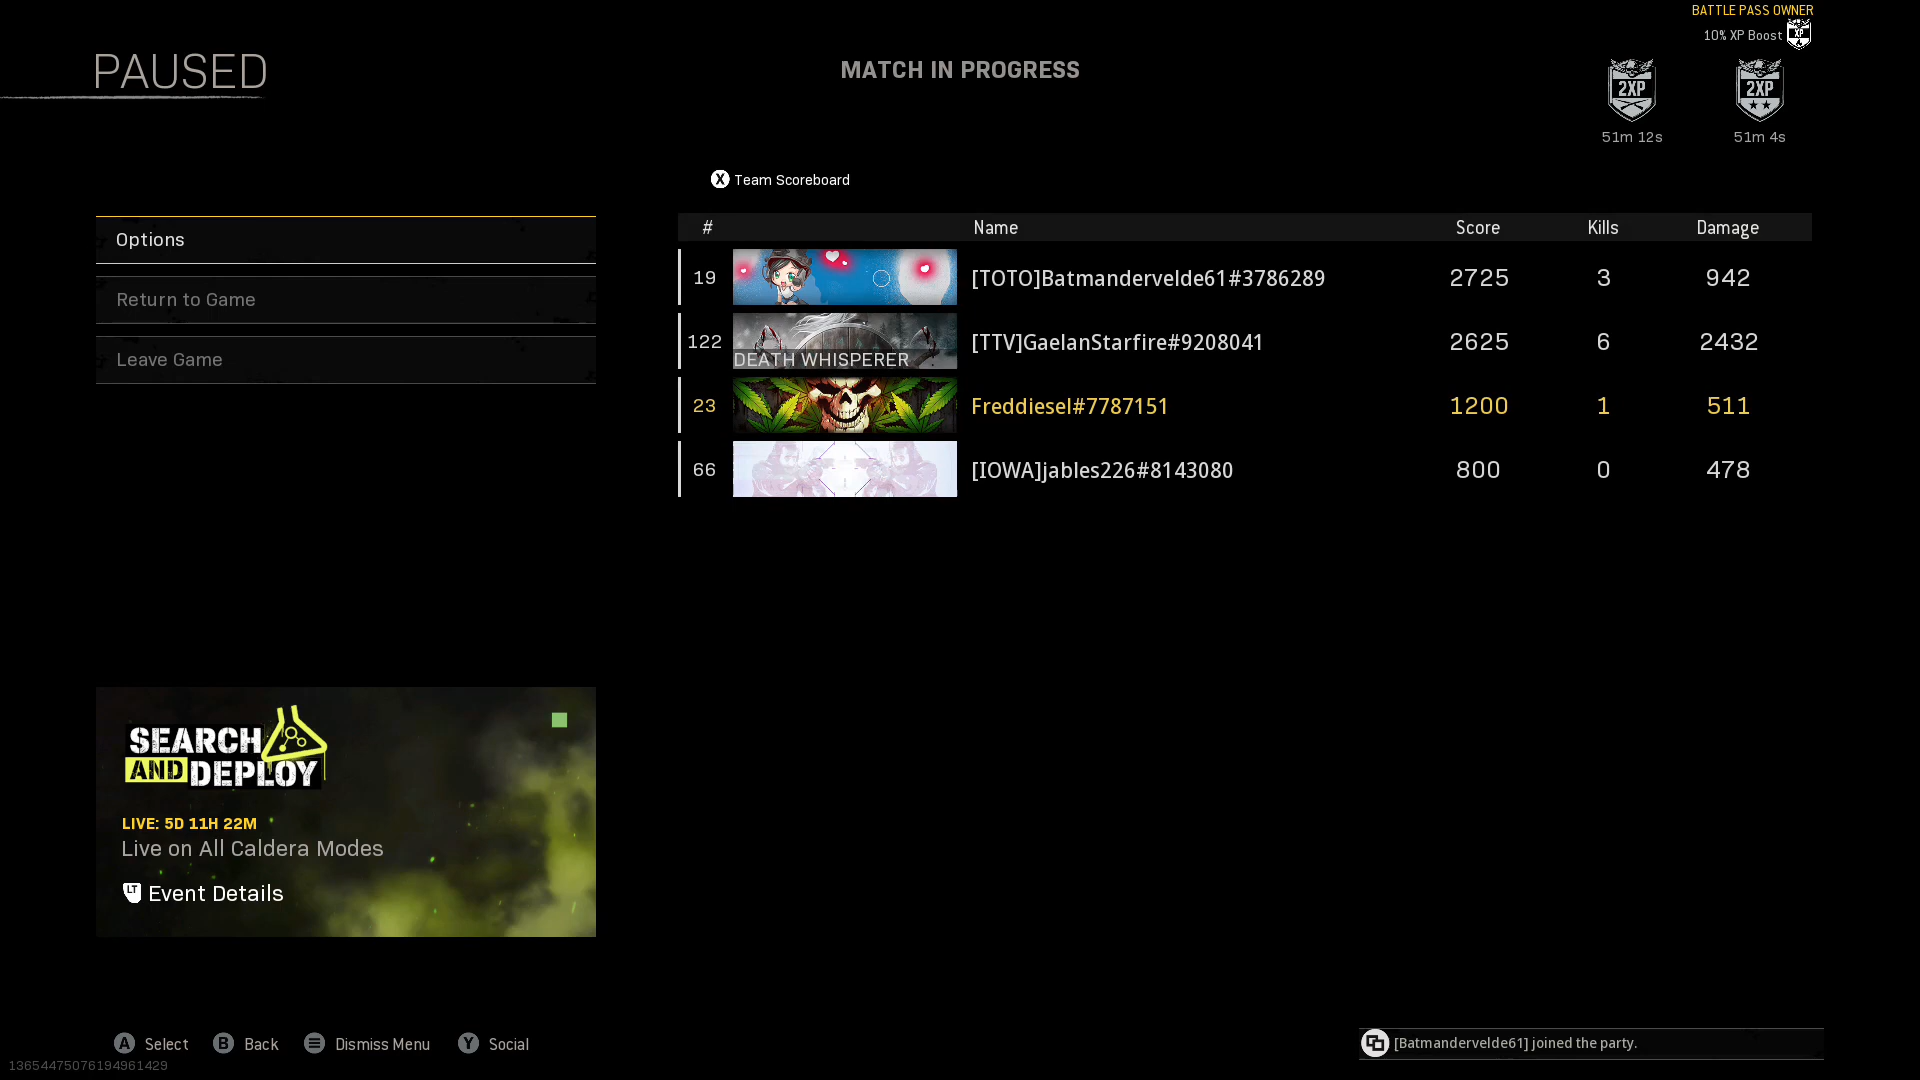 BATTLE PASS OWNER
10% XP Boost XP
PAUSED
MATCH IN PROGRESS
2XP 2XP
51m 12s 51m 4s
X Team Scoreboard
# Name Score Kills Damage
19 [TOTO]Batmandervelde61#3786289 2725 3 942
122 DEATH WHISPERER [TTV]GaelanStarfire#9208041 2625 6 2432
23 Freddiesel#7787151 1200 1 511
66 [IOWA]jables226#8143080 800 0 478
Options
Return to Game
Leave Game
SEARCH
AND DEPLOY
LIVE: 5D 11H 22M
Live on All Caldera Modes
LT Event Details
A Select B Back Dismiss Menu Y Social
[Batmandervelde61] joined the party.
13654475076194961429